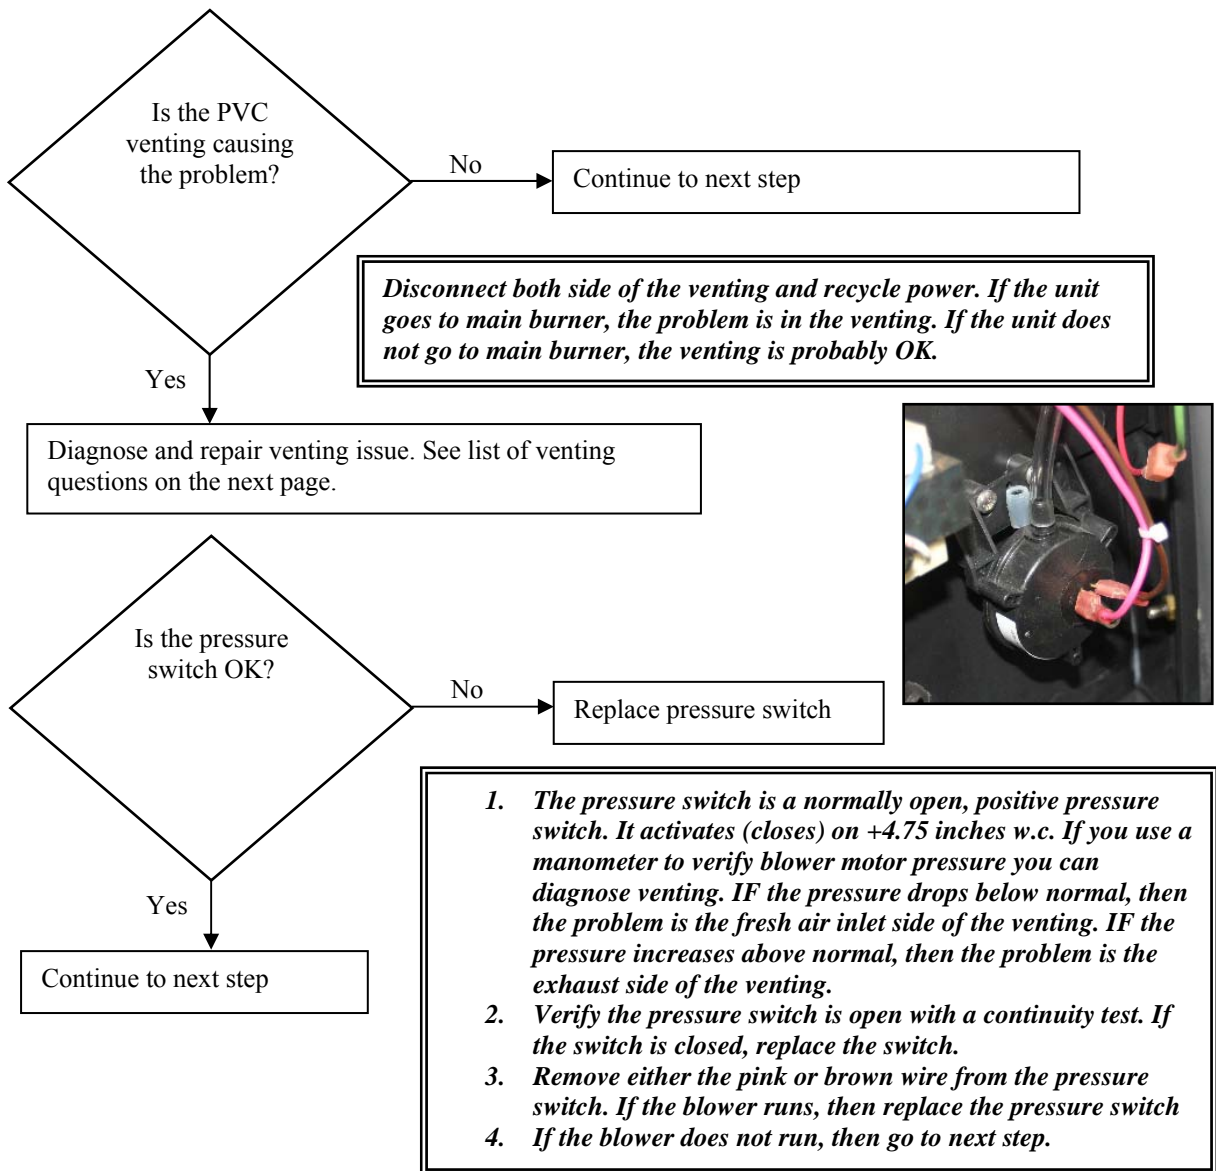 Is the PVC
venting causing
the problem?
No
Continue to next step
Disconnect both side of the venting and recycle power. If the unit
goes to main burner, the problem is in the venting. If the unit does
not go to main burner, the venting is probably OK.
Yes
Diagnose and repair venting issue. See list of venting
questions on the next page.
Is the pressure
switch OK?
No
Replace pressure switch
1. The pressure switch is a normally open, positive pressure
switch. It activates (closes) on +4.75 inches w.c. If you use a
manometer to verify blower motor pressure you can
diagnose venting. IF the pressure drops below normal, then
the problem is the fresh air inlet side of the venting. IF the
pressure increases above normal, then the problem is the
exhaust side of the venting.
2. Verify the pressure switch is open with a continuity test. If
the switch is closed, replace the switch.
3. Remove either the pink or brown wire from the pressure
switch. If the blower runs, then replace the pressure switch
4. If the blower does not run, then go to next step.
Yes
Continue to next step